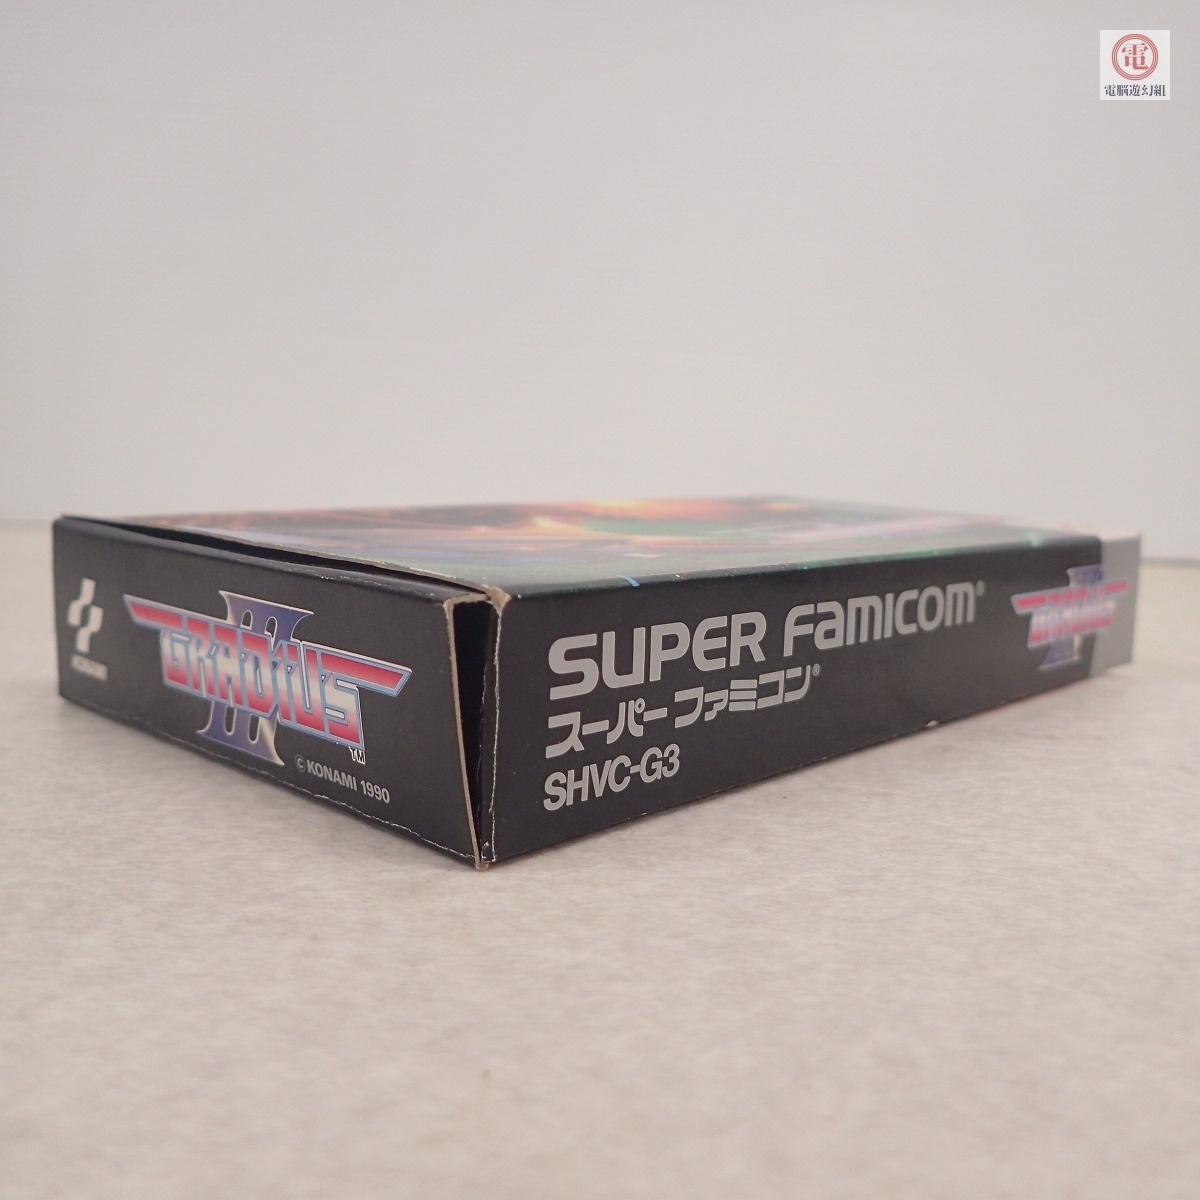 電
電脳遊幻組
KONAMI
GRADIUS
III
TM
©KONAMI 1990
SUPER FAMICOM®
スーパーファミコン®
SHVC-G3
GRADIUS
III